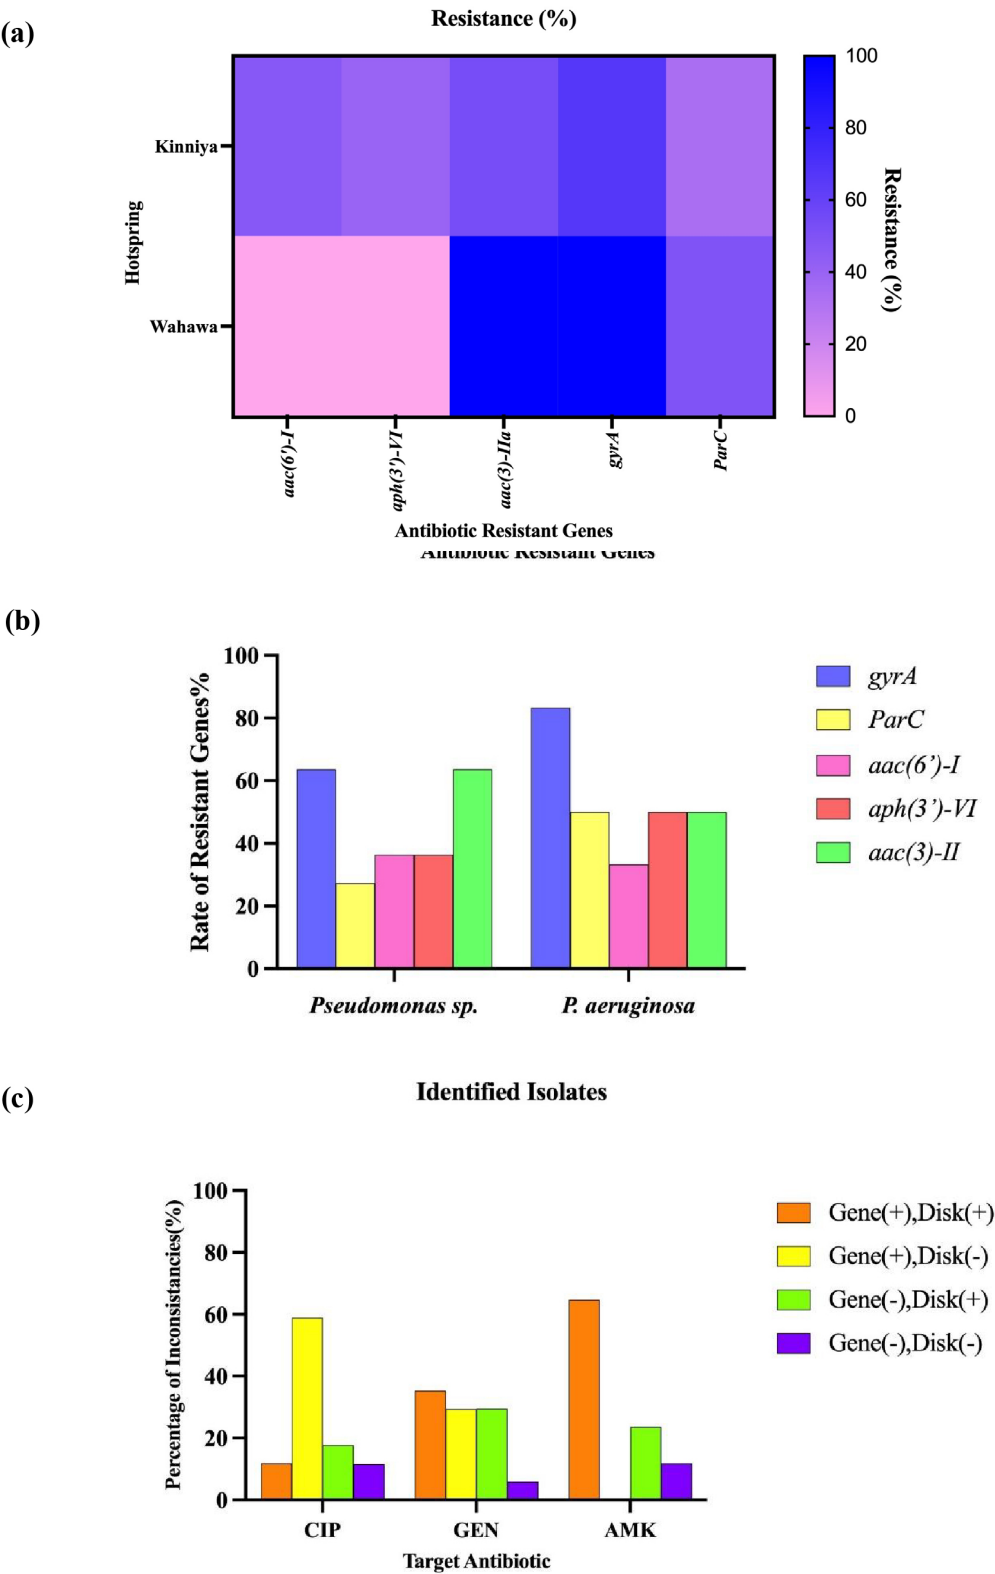 (a)
Resistance (%)
Kinniya
Wahawa
Hotspring
aac(6')-I
aph(3')-VI
aac(3)-IIa
gyrA
ParC
Antibiotic Resistant Genes
Antibiotic Resistant Genes
100
80
60
40
20
0
Resistance (%)
(b)
Rate of Resistant Genes%
100
80
60
40
20
0
Pseudomonas sp.
P. aeruginosa
gyrA
ParC
aac(6’)-I
aph(3’)-VI
aac(3)-II
(c)
Identified Isolates
Percentage of Inconsistancies(%)
100
80
60
40
20
0
CIP
GEN
AMK
Target Antibiotic
Gene(+),Disk(+)
Gene(+),Disk(-)
Gene(-),Disk(+)
Gene(-),Disk(-)